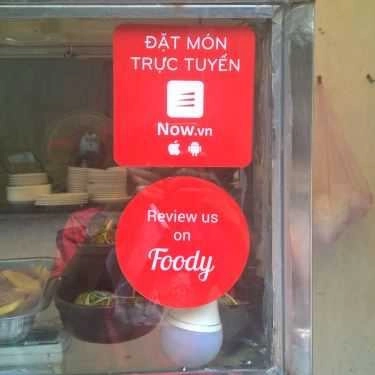 ĐẶT MÓN
TRỰC TUYẾN
Now.vn
Review us
on
Foody